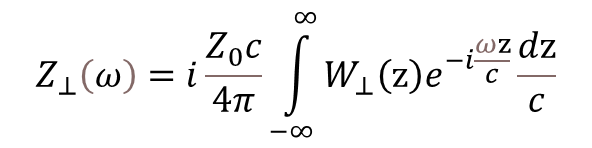 Z⊥(ω) = i Z₀c/4π ∫_{-∞}^{∞} W⊥(z)e^{-iωz/c} dz/c